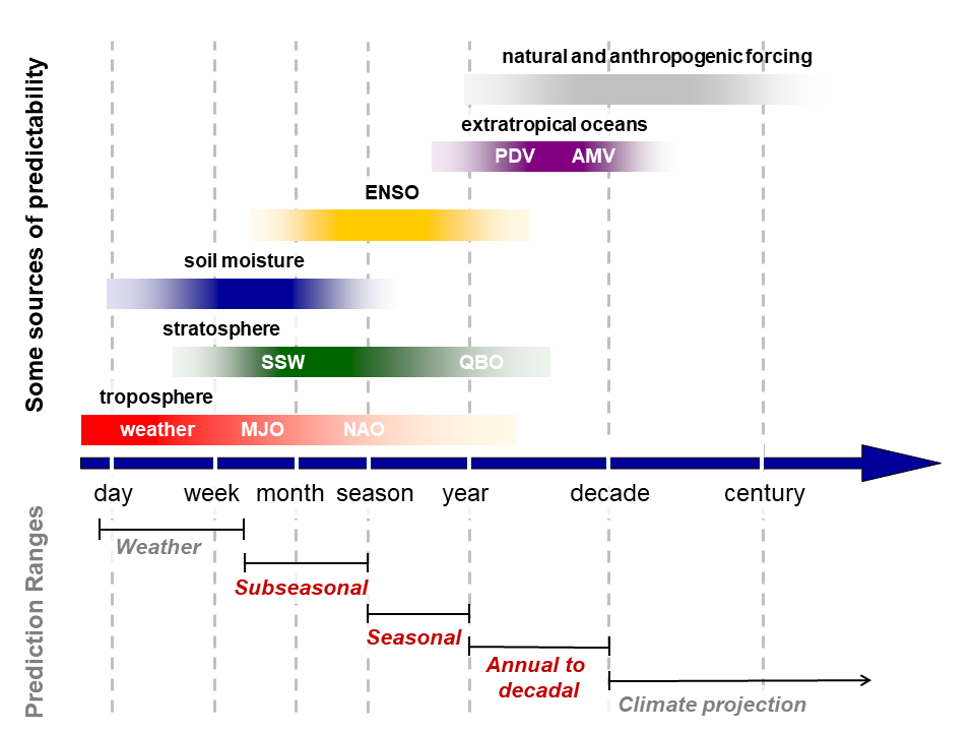 Some sources of predictability
natural and anthropogenic forcing
extratropical oceans
PDV AMV
ENSO
soil moisture
stratosphere
SSW QBO
troposphere
weather MJO NAO
day week month season year decade century
Prediction Ranges
Weather
Subseasonal
Seasonal
Annual to
decadal
Climate projection